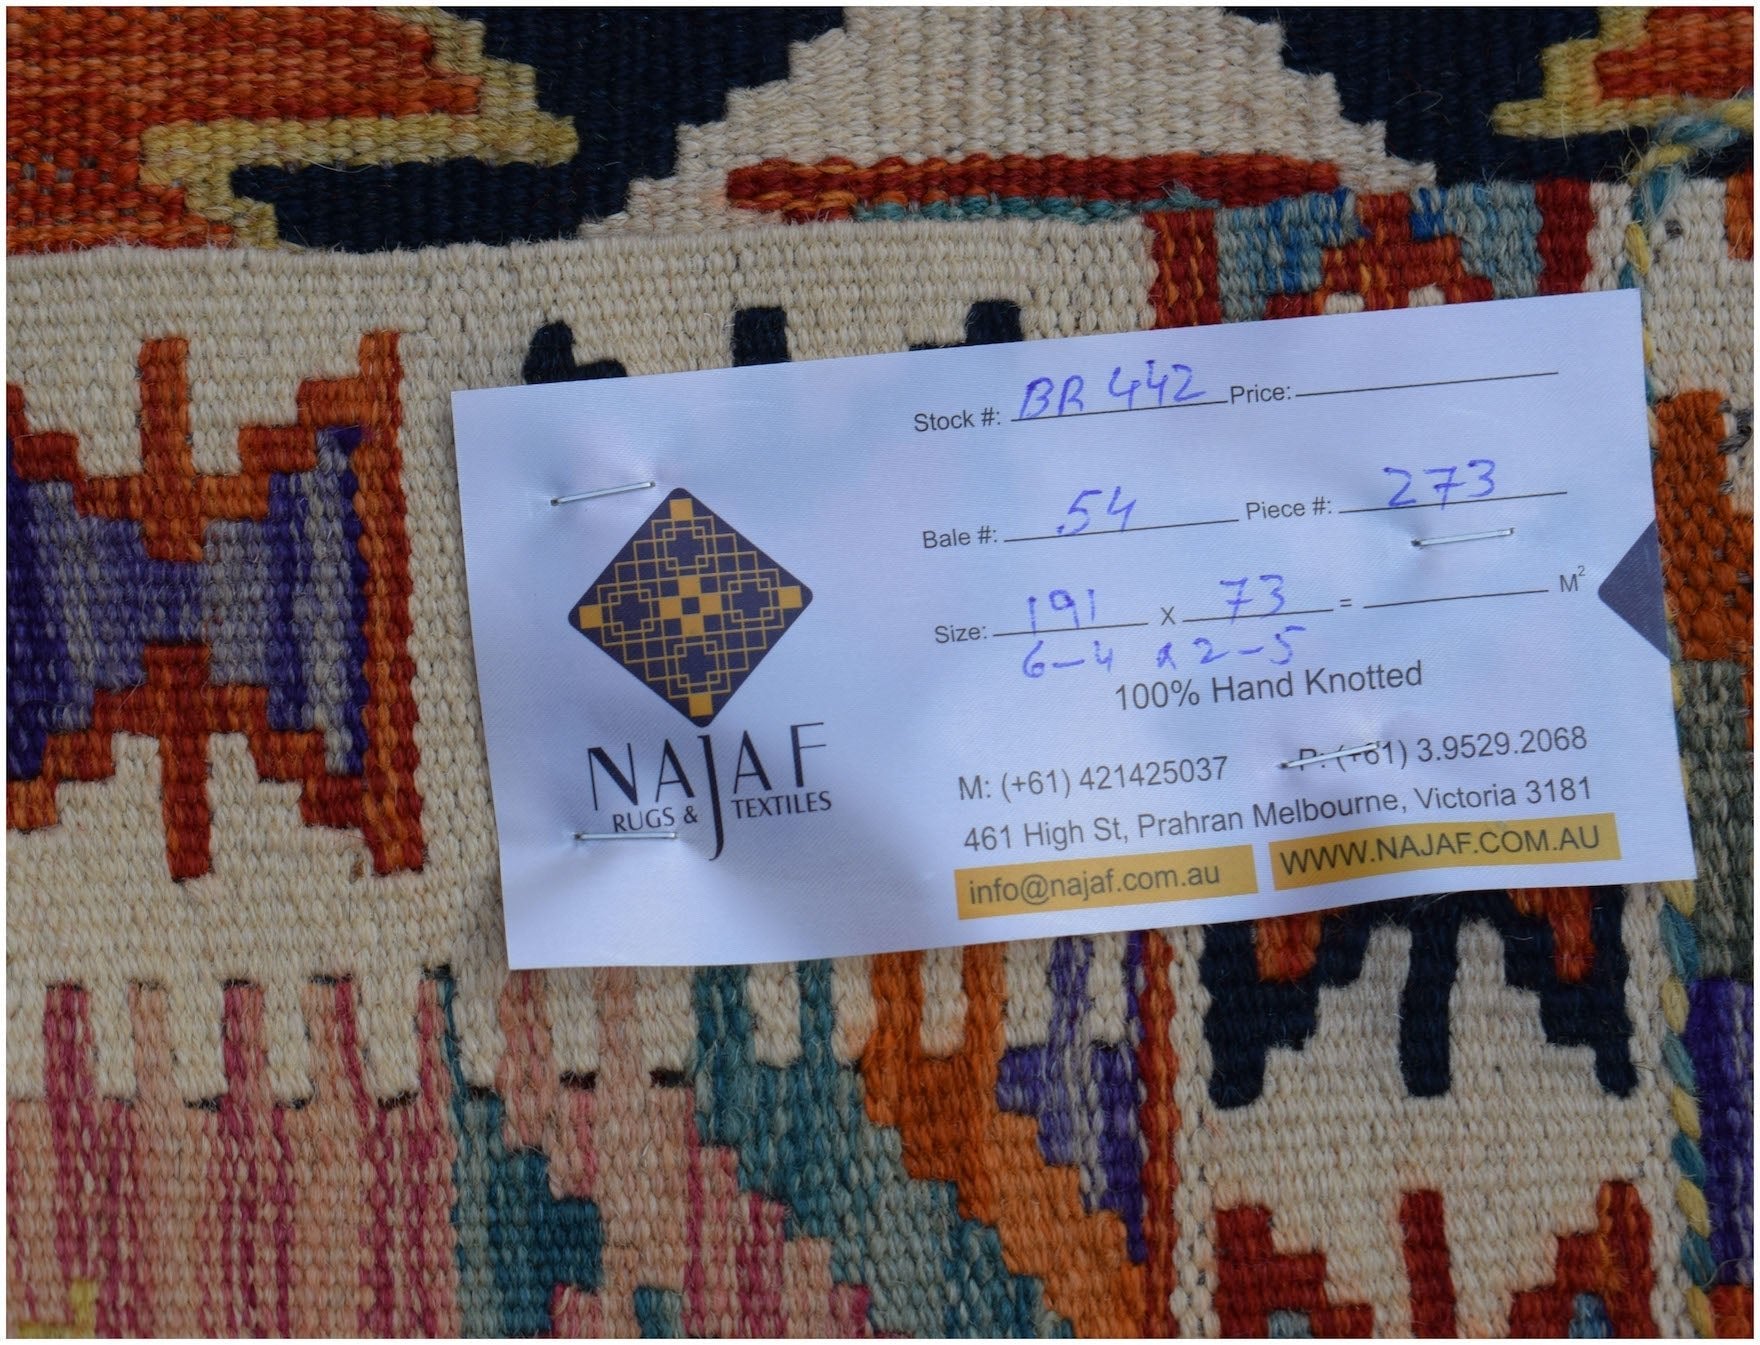 Stock #: BR 442 Price:
Bale #: 54 Piece #: 273
Size: 191 X 73 = M²
6-4 x 2-5
100% Hand Knotted
NAJAF
RUGS & TEXTILES
M: (+61) 421425037 P: (+61) 3.9529.2068
461 High St, Prahran Melbourne, Victoria 3181
info@najaf.com.au WWW.NAJAF.COM.AU